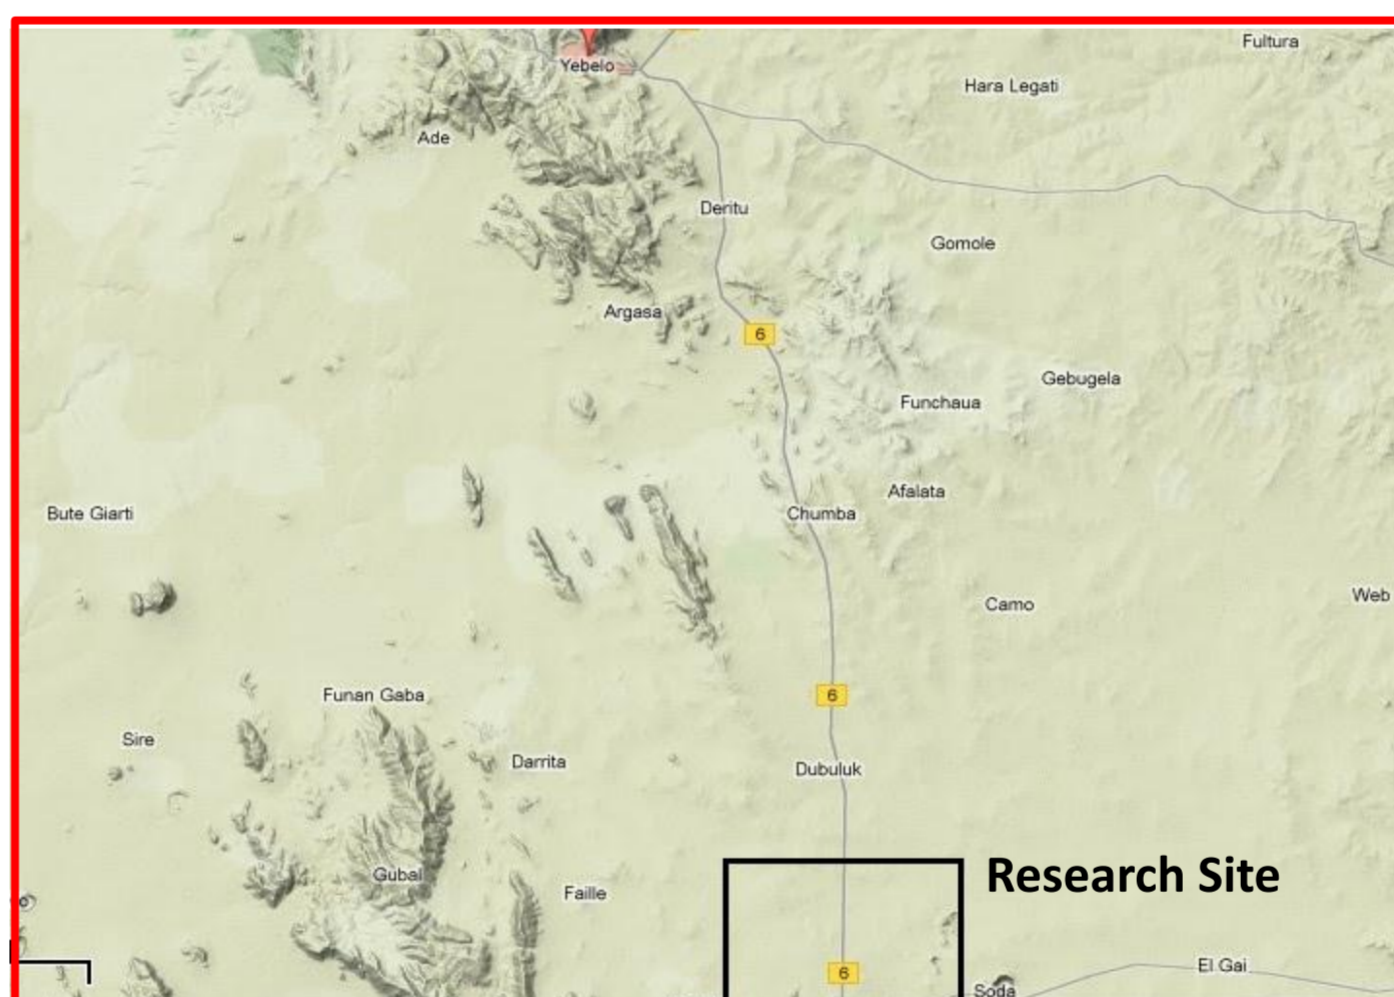 Fultura
Yebelo
Hara Legati
Ade
Deritu
Gomole
Argasa
6
Gebugela
Funchaua
Afalata
Bute Giarti
Chumba
Web
Camo
6
Funan Gaba
Sire
Darrita
Dubuluk
Research Site
Gubal
Faille
El Gai
6
Soda